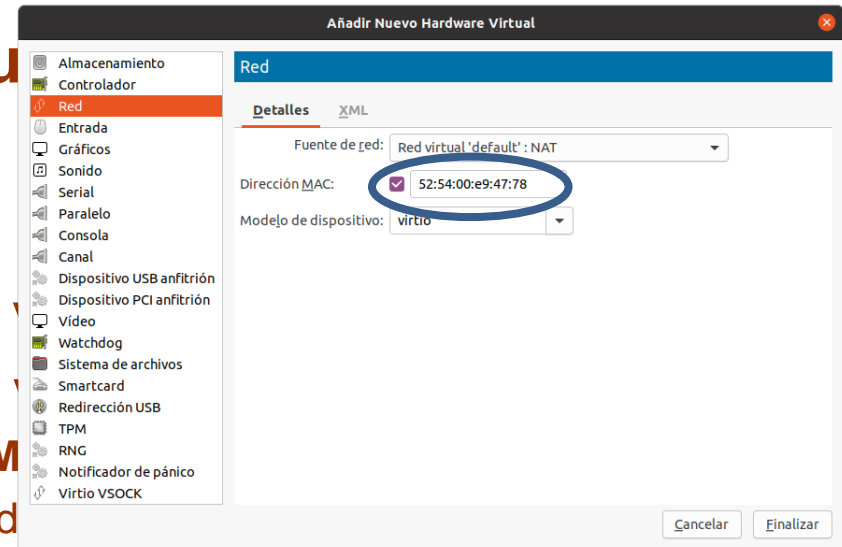 Añadir Nuevo Hardware Virtual
Almacenamiento
Controlador
Red
Entrada
Gráficos
Sonido
Serial
Paralelo
Consola
Canal
Dispositivo USB anfitrión
Dispositivo PCI anfitrión
Vídeo
Watchdog
Sistema de archivos
Smartcard
Redirección USB
TPM
RNG
Notificador de pánico
Virtio VSOCK
Red
Detalles XML
Fuente de red: Red virtual 'default' : NAT
Dirección MAC: 52:54:00:e9:47:78
Modelo de dispositivo: virtio
Cancelar Finalizar